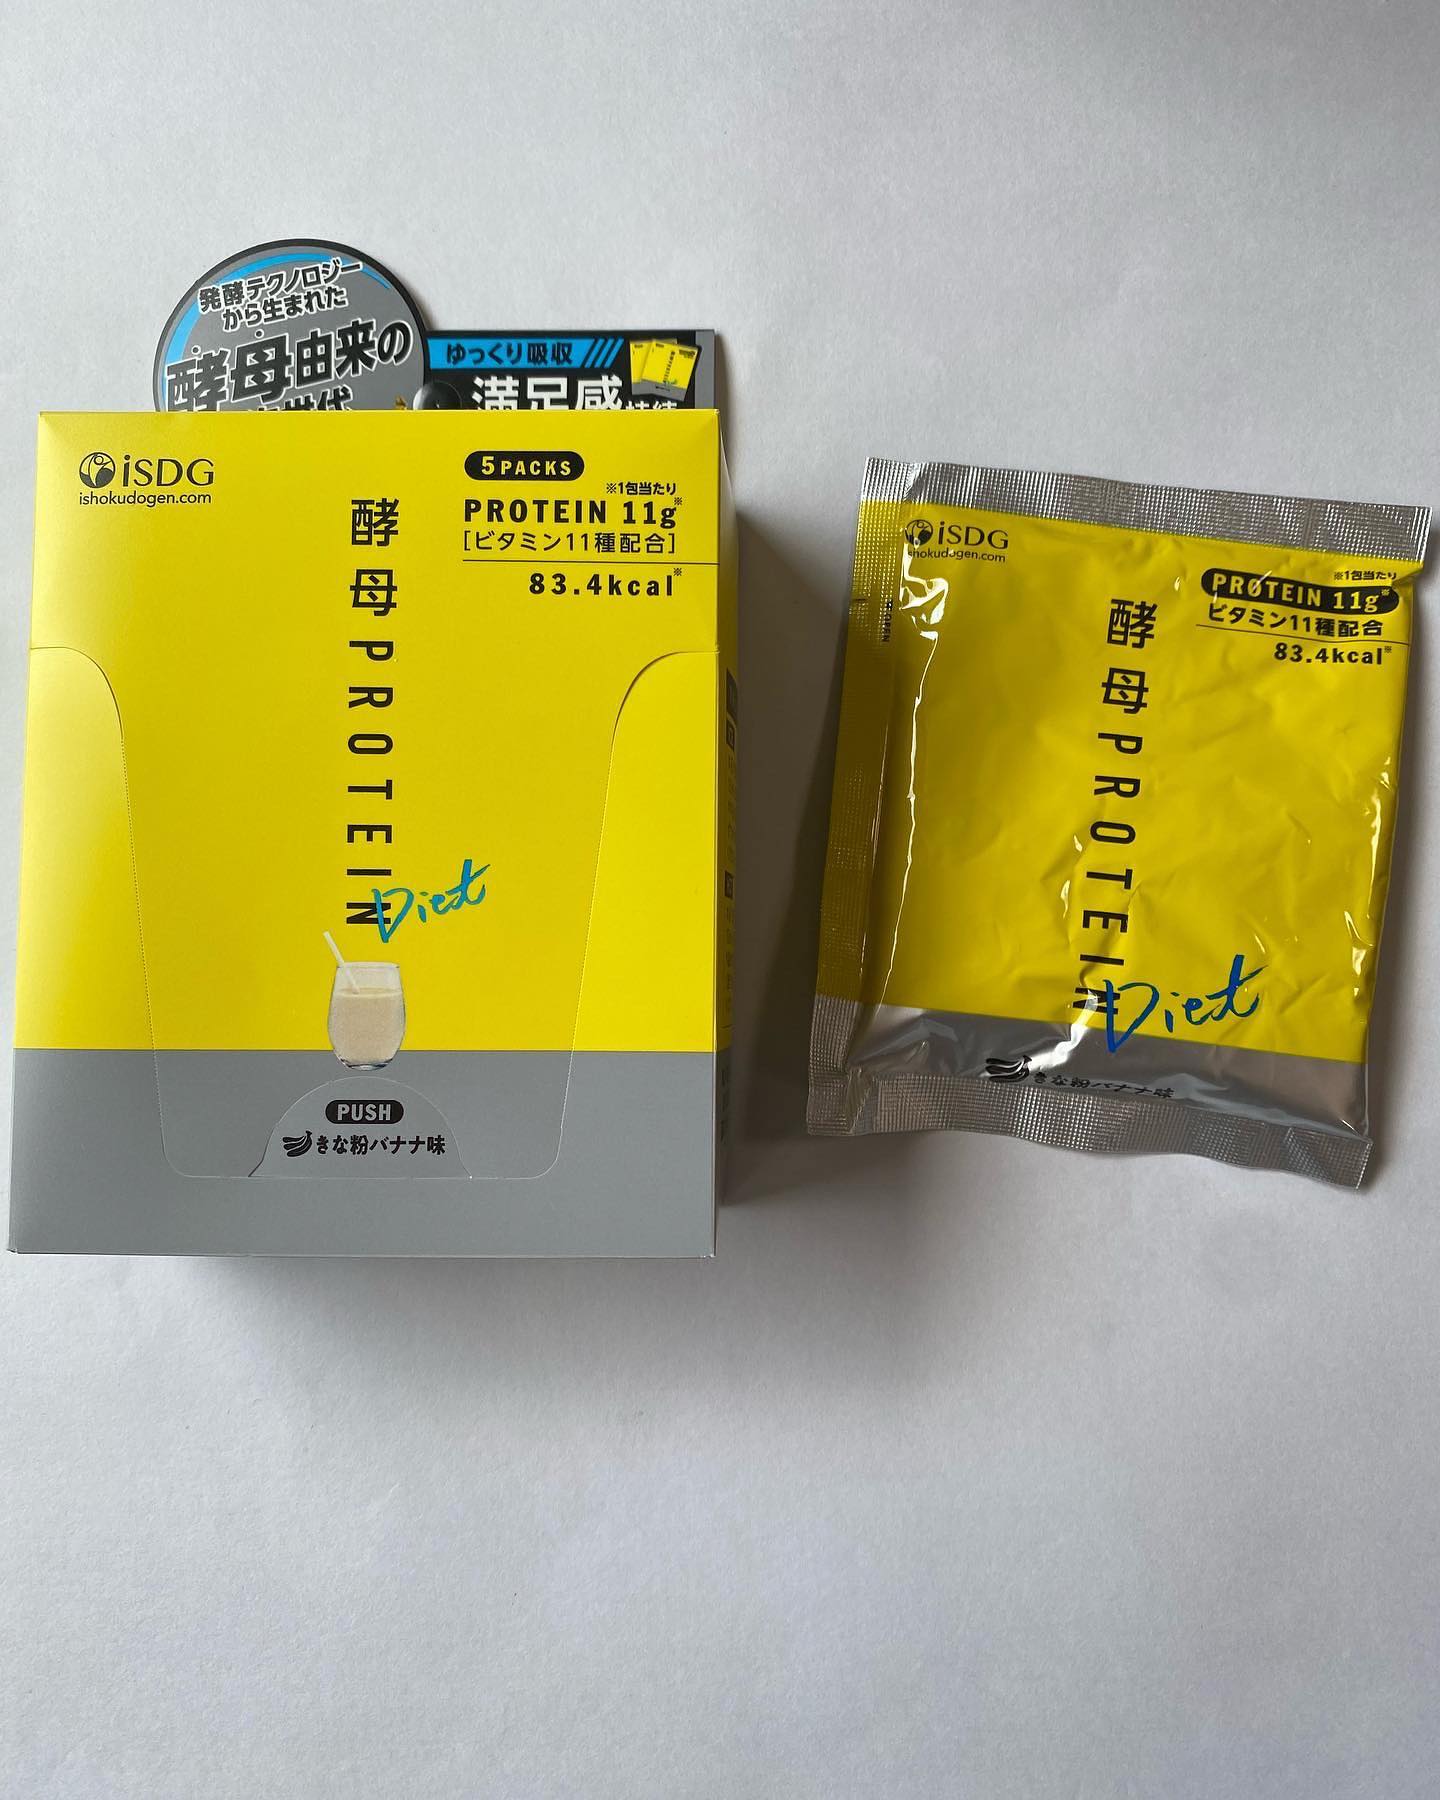 発酵テクノロジー
から生まれた
酵母由来の
ゆっくり吸収
満足感
iSDG
ishokudogen.com
5PACKS
※1包当たり
PROTEIN 11g※
[ビタミン11種配合]
83.4kcal※
酵母PROTEIN
Diet
PUSH
きな粉バナナ味
iSDG
ishokudogen.com
※1包当たり
PROTEIN 11g※
ビタミン11種配合
83.4kcal※
酵母PROTEIN
Diet
きな粉バナナ味